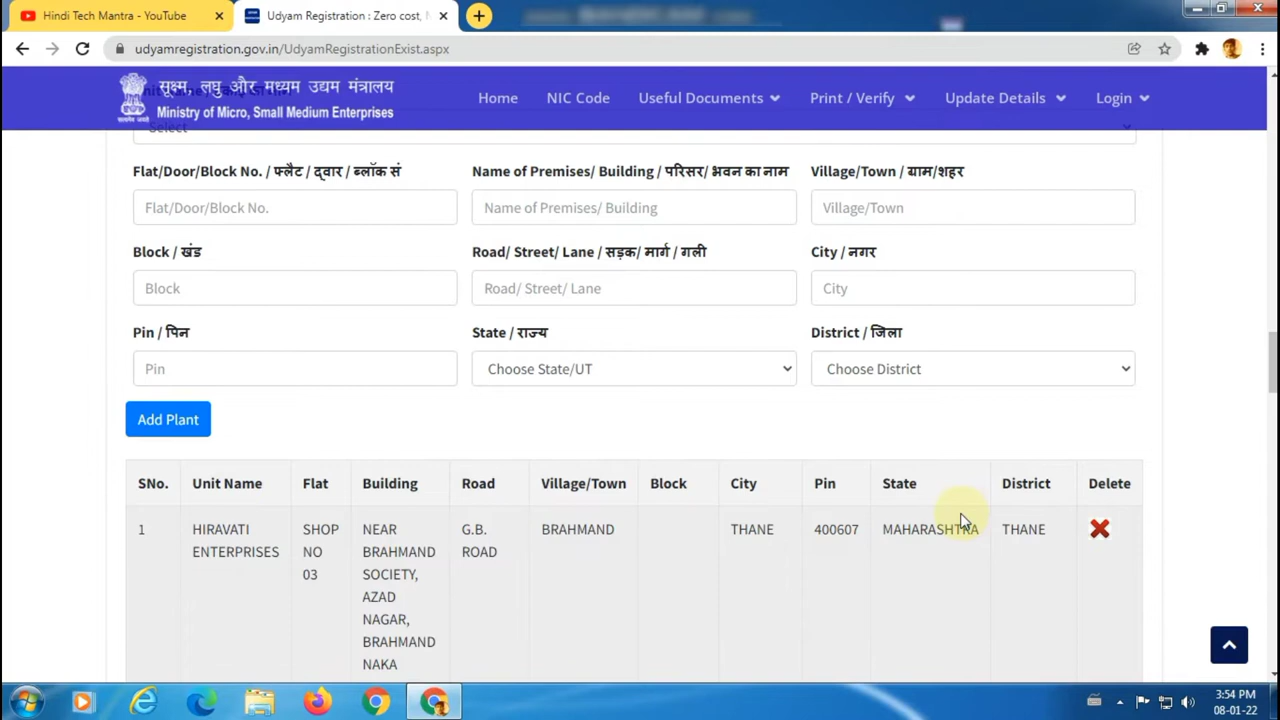 Hindi Tech Mantra - YouTube
Udyam Registration : Zero cost,
udyamregistration.gov.in/UdyamRegistrationExist.aspx
सूक्ष्म, लघु और मध्यम उद्यम मंत्रालय
Ministry of Micro, Small Medium Enterprises
Home NIC Code Useful Documents Print / Verify Update Details Login
Select
Flat/Door/Block No. / फ्लैट / द्वार / ब्लॉक सं Name of Premises/ Building / परिसर/ भवन का नाम Village/Town / ग्राम/शहर
Flat/Door/Block No. Name of Premises/ Building Village/Town
Block / खंड Road/ Street/ Lane / सड़क/ मार्ग / गली City / नगर
Block Road/ Street/ Lane City
Pin / पिन State / राज्य District / जिला
Pin Choose State/UT Choose District
Add Plant
SNo. Unit Name Flat Building Road Village/Town Block City Pin State District Delete
1 HIRAVATI SHOP NEAR G.B. BRAHMAND THANE 400607 MAHARASHTRA THANE
ENTERPRISES NO BRAHMAND ROAD
03 SOCIETY,
AZAD
NAGAR,
BRAHMAND
NAKA
3:54 PM
08-01-22